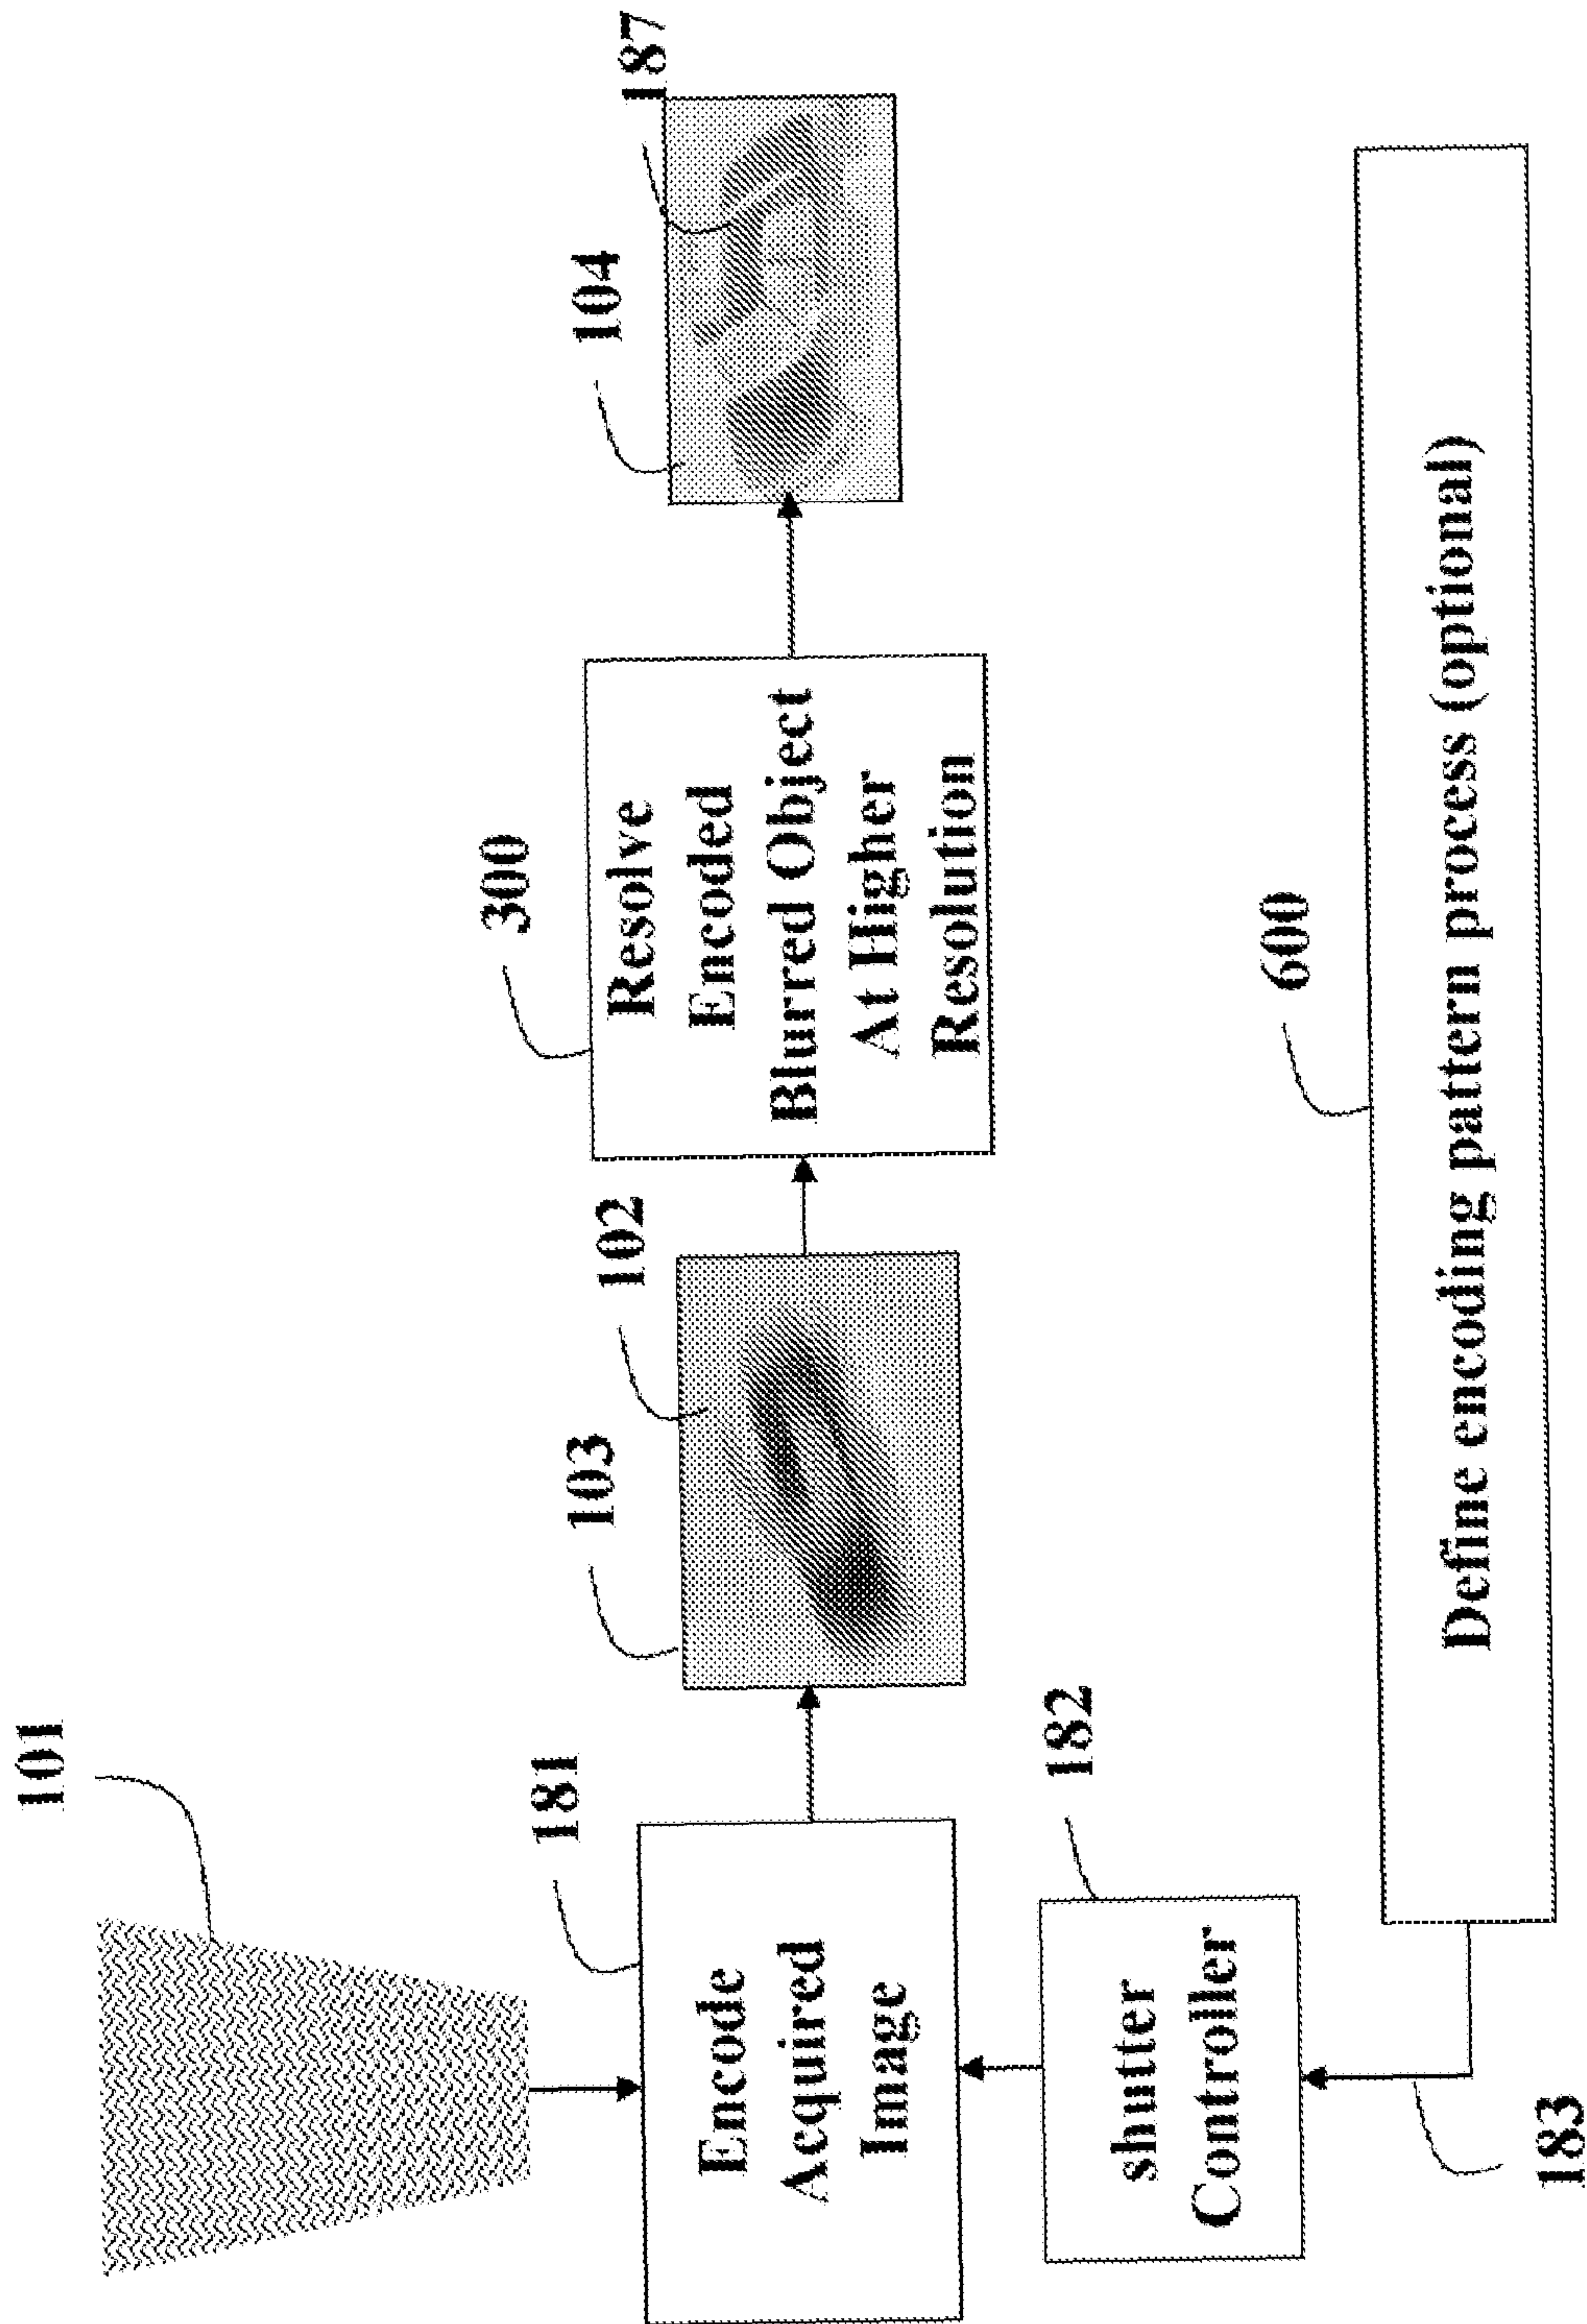 101
181
Encode
Acquired
Image
103
102
300
Resolve
Encoded
Blurred Object
At Higher
Resolution
104
187
182
shutter
Controller
183
600
Define encoding pattern process (optional)